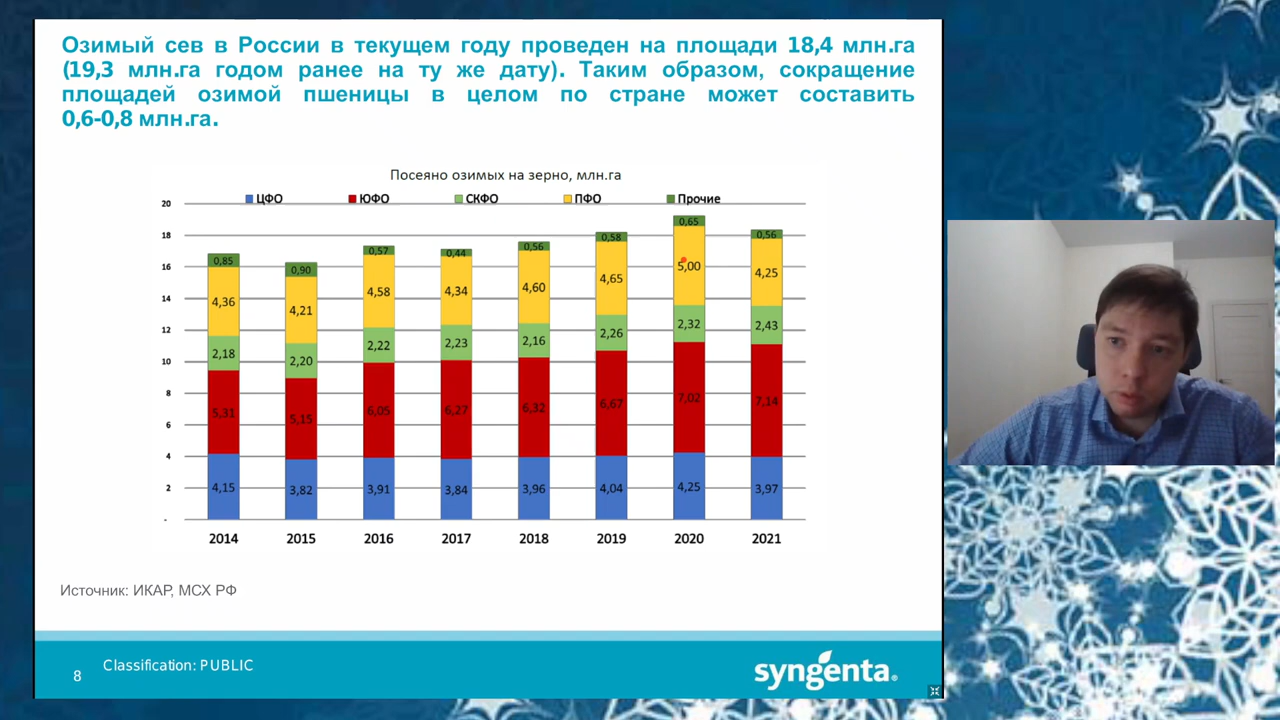 Озимый сев в России в текущем году проведен на площади 18,4 млн.га
(19,3 млн.га годом ранее на ту же дату). Таким образом, сокращение
площадей озимой пшеницы в целом по стране может составить
0,6-0,8 млн.га.
Посеяно озимых на зерно, млн.га
ЦФО ЮФО СКФО ПФО Прочие
20
18
16
14
12
10
8
6
4
2
-
0,85 0,90 0,57 0,44 0,56 0,58 0,65 0,56
4,36 4,21 4,58 4,34 4,60 4,65 5,00 4,25
2,18 2,20 2,22 2,23 2,16 2,26 2,32 2,43
5,31 5,15 6,05 6,27 6,32 6,67 7,02 7,14
4,15 3,82 3,91 3,84 3,96 4,04 4,25 3,97
2014 2015 2016 2017 2018 2019 2020 2021
Источник: ИКАР, МСХ РФ
8 Classification: PUBLIC
syngenta.